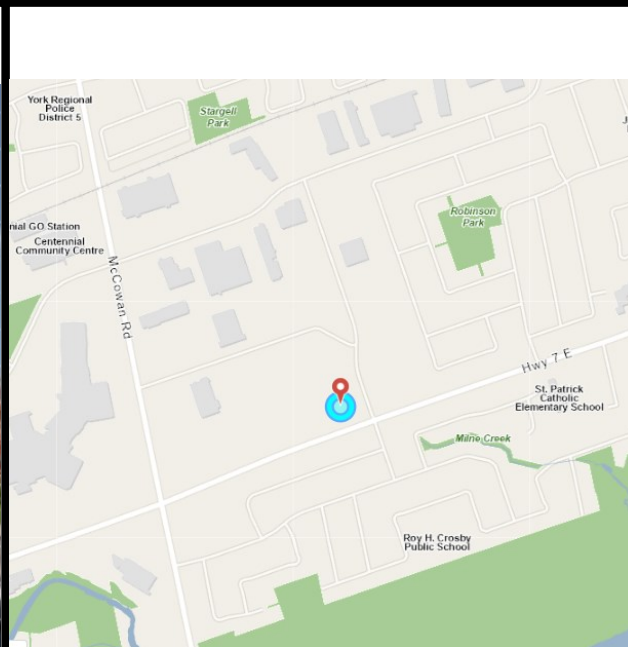 York Regional
Police
District 5
Stargell
Park
Robinson
Park
nial GO Station
Centennial
Community Centre
McCowan Rd
Hwy 7 E
St. Patrick
Catholic
Elementary School
Milne Creek
Roy H. Crosby
Public School